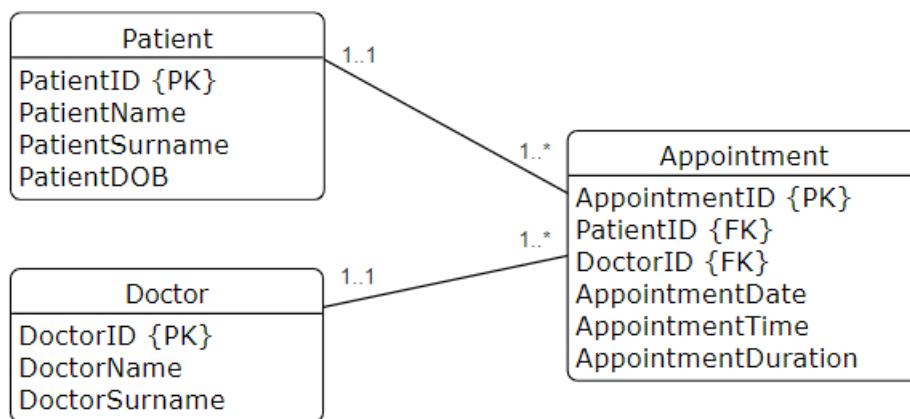 Patient
PatientID {PK}
PatientName
PatientSurname
PatientDOB
1..1
1..*
Appointment
AppointmentID {PK}
PatientID {FK}
DoctorID {FK}
AppointmentDate
AppointmentTime
AppointmentDuration
1..*
1..1
Doctor
DoctorID {PK}
DoctorName
DoctorSurname